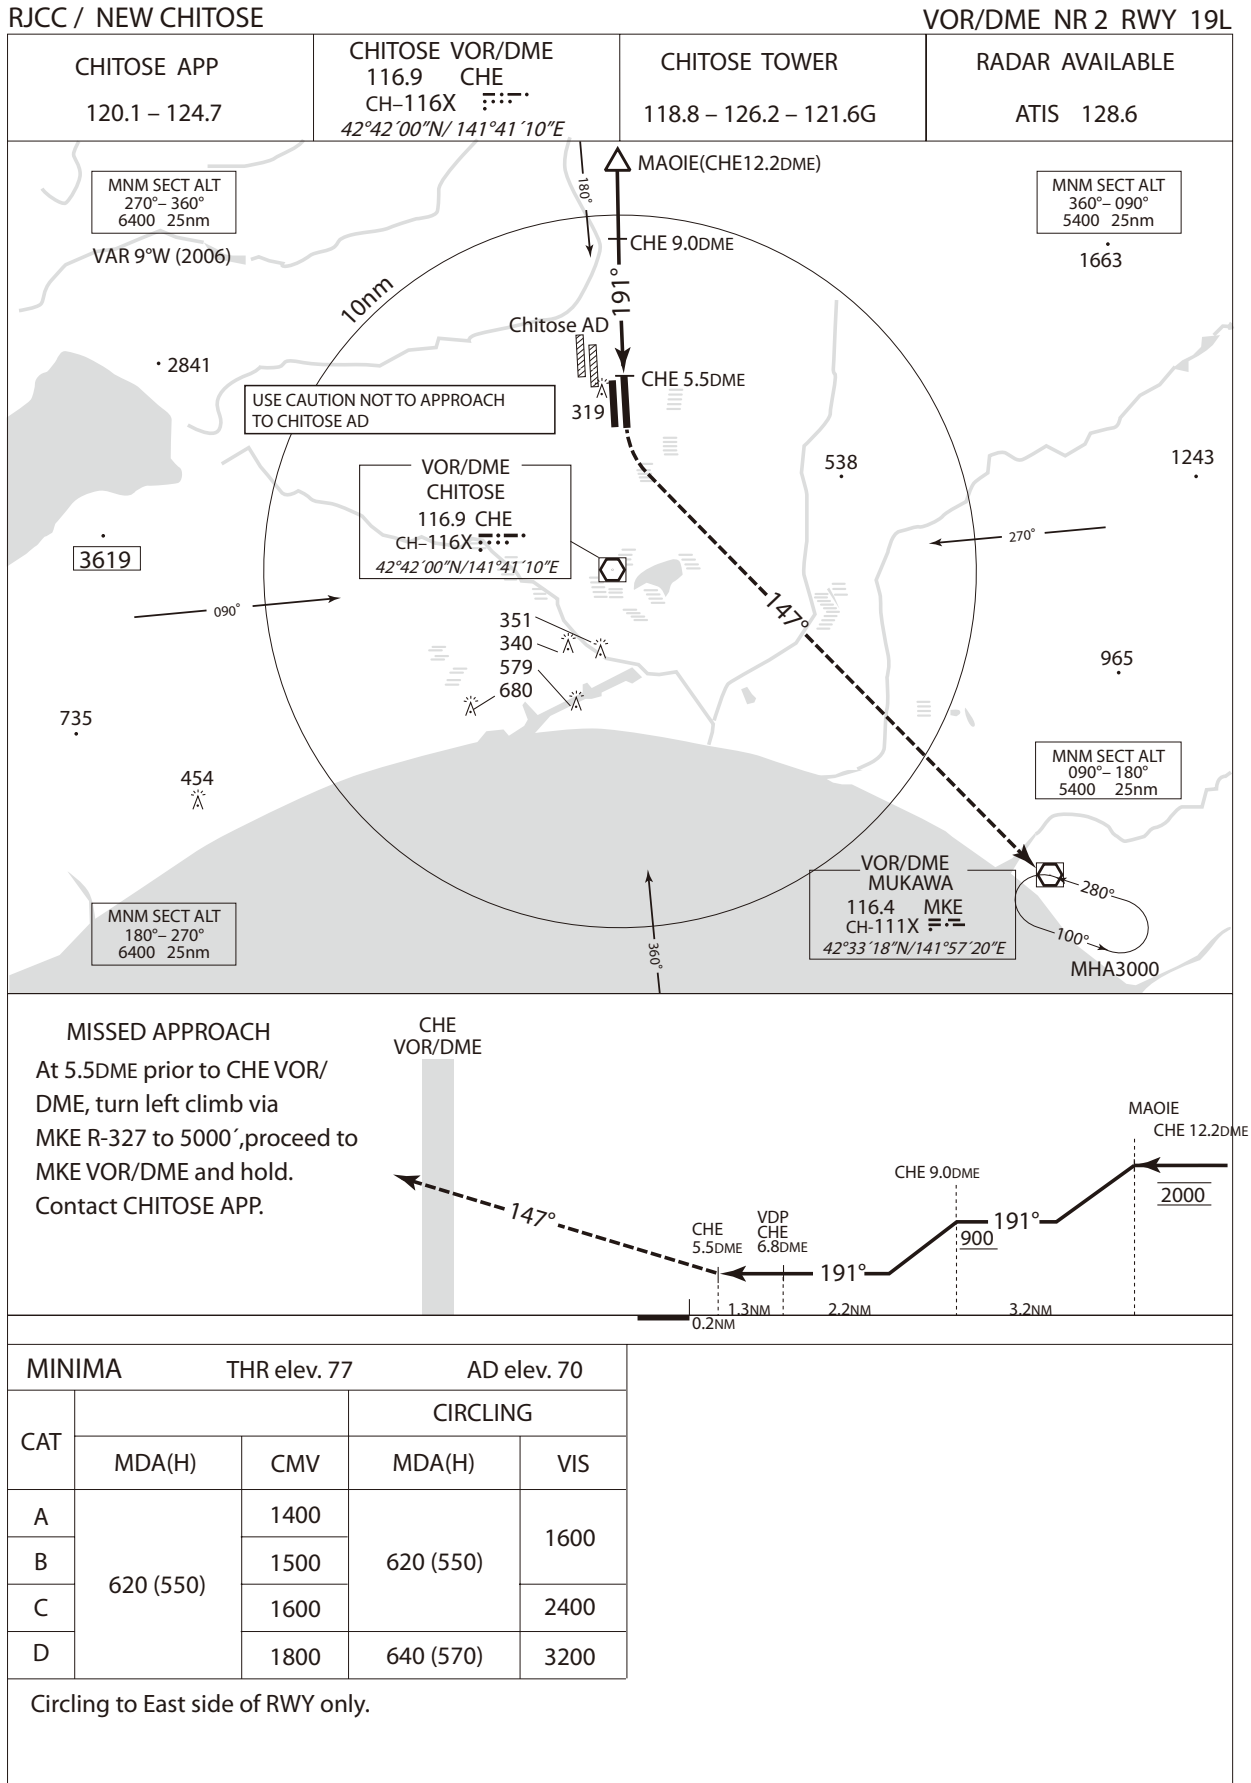 RJCC / NEW CHITOSE
VOR/DME NR 2 RWY 19L
CHITOSE APP
120.1 – 124.7
CHITOSE VOR/DME
116.9 CHE
CH–116X
42°42´00″N/ 141°41´10″E
CHITOSE TOWER
118.8 – 126.2 – 121.6G
RADAR AVAILABLE
ATIS 128.6
MNM SECT ALT
270°– 360°
6400 25nm
VAR 9°W (2006)
180°
MAOIE(CHE12.2DME)
MNM SECT ALT
360°– 090°
5400 25nm
1663
CHE 9.0DME
10nm
191°
Chitose AD
2841
CHE 5.5DME
USE CAUTION NOT TO APPROACH
TO CHITOSE AD
319
VOR/DME
CHITOSE
116.9 CHE
CH–116X
42°42´00″N/141°41´10″E
538
1243
270°
3619
090°
147°
351
340
579
680
965
735
454
MNM SECT ALT
090°– 180°
5400 25nm
VOR/DME
MUKAWA
116.4 MKE
CH-111X
42°33´18″N/141°57´20″E
280°
100°
MHA3000
MNM SECT ALT
180°– 270°
6400 25nm
360°
MISSED APPROACH
At 5.5DME prior to CHE VOR/
DME, turn left climb via
MKE R-327 to 5000´,proceed to
MKE VOR/DME and hold.
Contact CHITOSE APP.
CHE
VOR/DME
147°
CHE
5.5DME
VDP
CHE
6.8DME
191°
CHE 9.0DME
900
191°
MAOIE
CHE 12.2DME
2000
0.2NM
1.3NM
2.2NM
3.2NM
MINIMA THR elev. 77 AD elev. 70
CAT
CIRCLING
MDA(H) CMV MDA(H) VIS
A 1400
B 1500
620 (550) 620 (550) 1600
C 1600 2400
D 1800 640 (570) 3200
Circling to East side of RWY only.